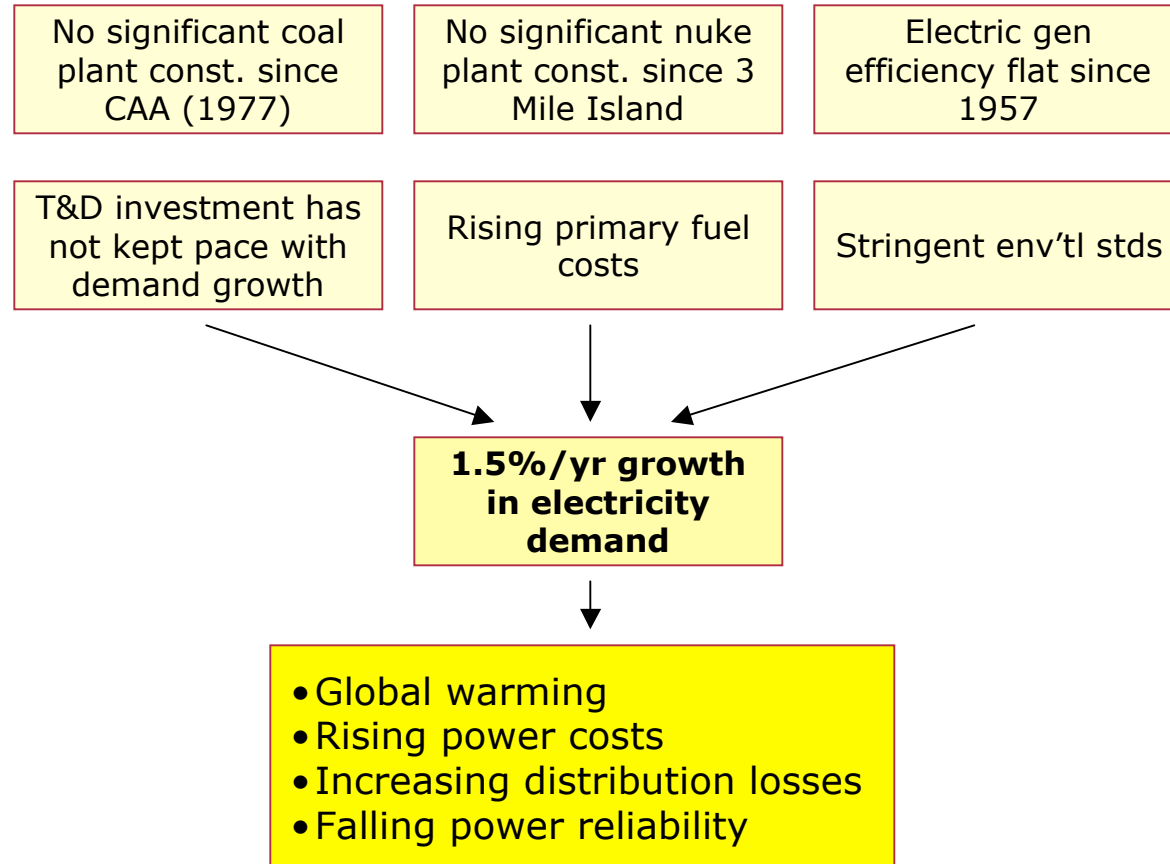 No significant coal
plant const. since
CAA (1977)
No significant nuke
plant const. since 3
Mile Island
Electric gen
efficiency flat since
1957
T&D investment has
not kept pace with
demand growth
Rising primary fuel
costs
Stringent env’tl stds
1.5%/yr growth
in electricity
demand
•Global warming
•Rising power costs
•Increasing distribution losses
•Falling power reliability